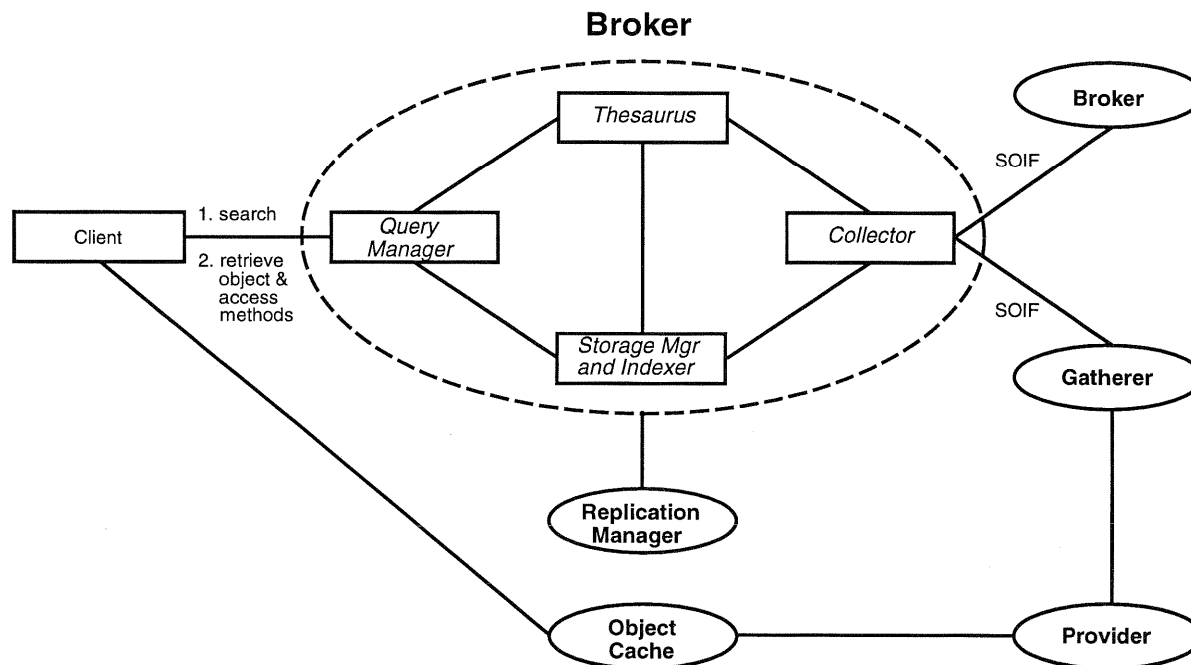 Broker
Thesaurus
Broker
SOIF
1. search
Client
Query
Manager
Collector
2. retrieve
object &
access
methods
SOIF
Storage Mgr
and Indexer
Gatherer
Replication
Manager
Object
Cache
Provider